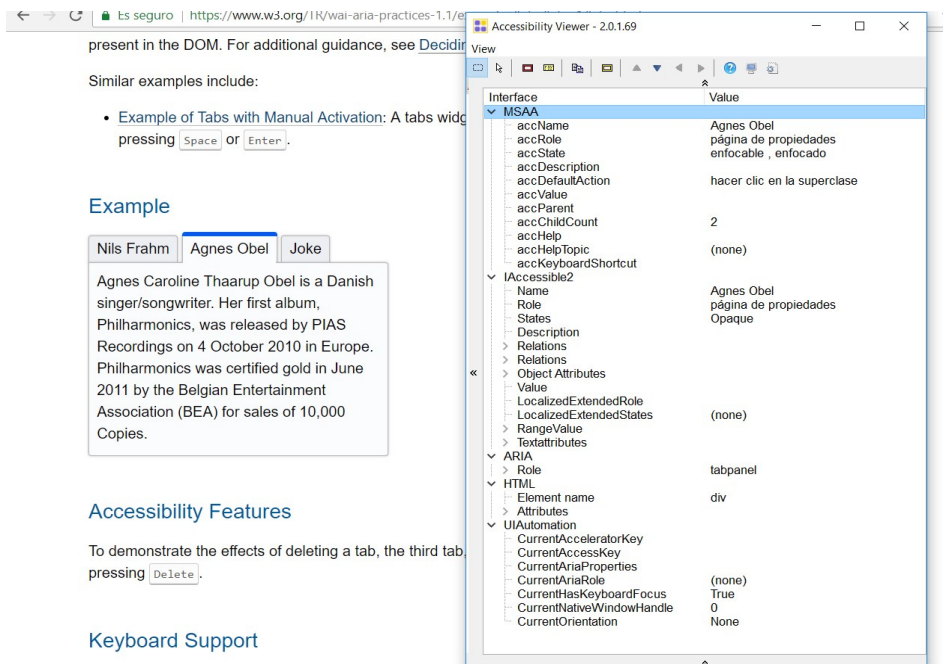 Es seguro | https://www.w3.org/TR/wai-aria-practices-1.1/e
present in the DOM. For additional guidance, see Decidin
Similar examples include:
• Example of Tabs with Manual Activation: A tabs widg
pressing Space or Enter.
Example
Nils Frahm Agnes Obel Joke
Agnes Caroline Thaarup Obel is a Danish
singer/songwriter. Her first album,
Philharmonics, was released by PIAS
Recordings on 4 October 2010 in Europe.
Philharmonics was certified gold in June
2011 by the Belgian Entertainment
Association (BEA) for sales of 10,000
Copies.
Accessibility Features
To demonstrate the effects of deleting a tab, the third tab,
pressing Delete.
Keyboard Support
Accessibility Viewer - 2.0.1.69
View
Interface Value
MSAA
accName Agnes Obel
accRole página de propiedades
accState enfocable , enfocado
accDescription
accDefaultAction hacer clic en la superclase
accValue
accParent
accChildCount 2
accHelp
accHelpTopic (none)
accKeyboardShortcut
IAccessible2
Name Agnes Obel
Role página de propiedades
States Opaque
Description
Relations
Relations
Object Attributes
Value
LocalizedExtendedRole
LocalizedExtendedStates (none)
RangeValue
Textattributes
ARIA
Role tabpanel
HTML
Element name div
Attributes
UIAutomation
CurrentAcceleratorKey
CurrentAccessKey
CurrentAriaProperties
CurrentAriaRole (none)
CurrentHasKeyboardFocus True
CurrentNativeWindowHandle 0
CurrentOrientation None